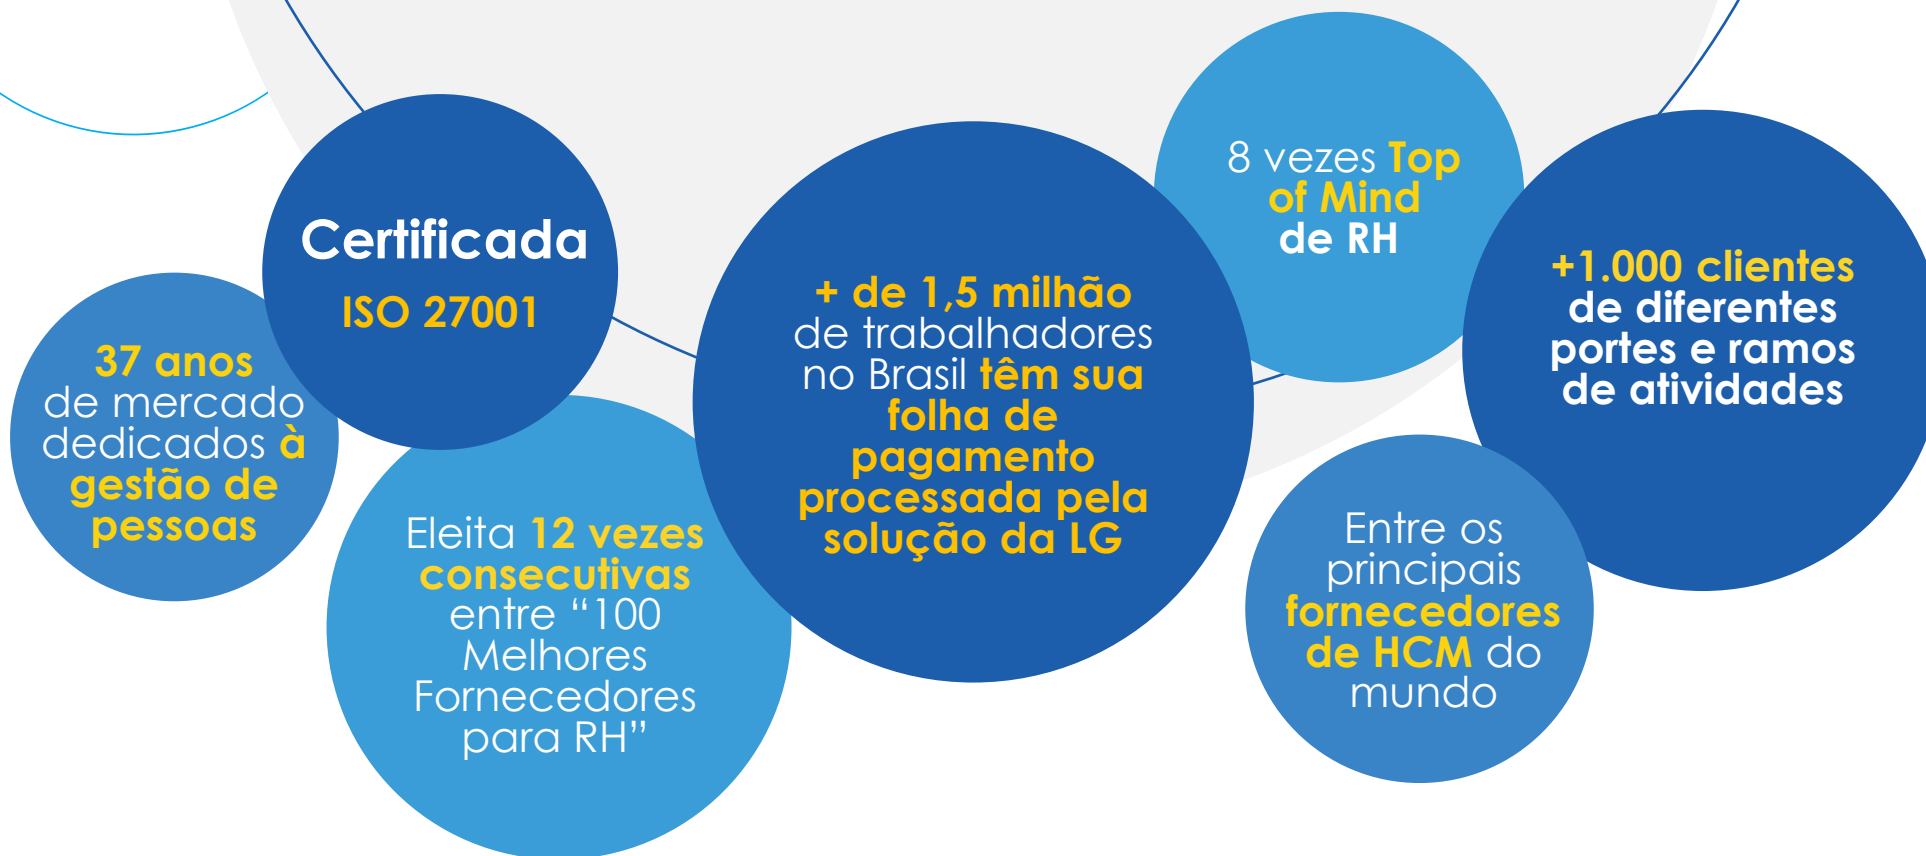 37 anos
de mercado
dedicados à
gestão de
pessoas
Certificada
ISO 27001
Eleita 12 vezes
consecutivas
entre “100
Melhores
Fornecedores
para RH”
+ de 1,5 milhão
de trabalhadores
no Brasil têm sua
folha de
pagamento
processada pela
solução da LG
8 vezes Top
of Mind
de RH
Entre os
principais
fornecedores
de HCM do
mundo
+1.000 clientes
de diferentes
portes e ramos
de atividades